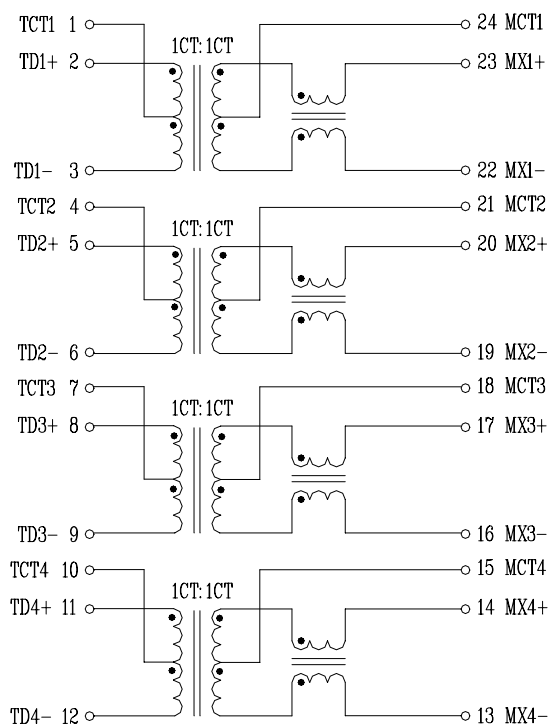 TCT1 1 24 MCT1
1CT:1CT
TD1+ 2 23 MX1+
TD1- 3 22 MX1-
TCT2 4 21 MCT2
1CT:1CT
TD2+ 5 20 MX2+
TD2- 6 19 MX2-
TCT3 7 18 MCT3
1CT:1CT
TD3+ 8 17 MX3+
TD3- 9 16 MX3-
TCT4 10 15 MCT4
1CT:1CT
TD4+ 11 14 MX4+
TD4- 12 13 MX4-